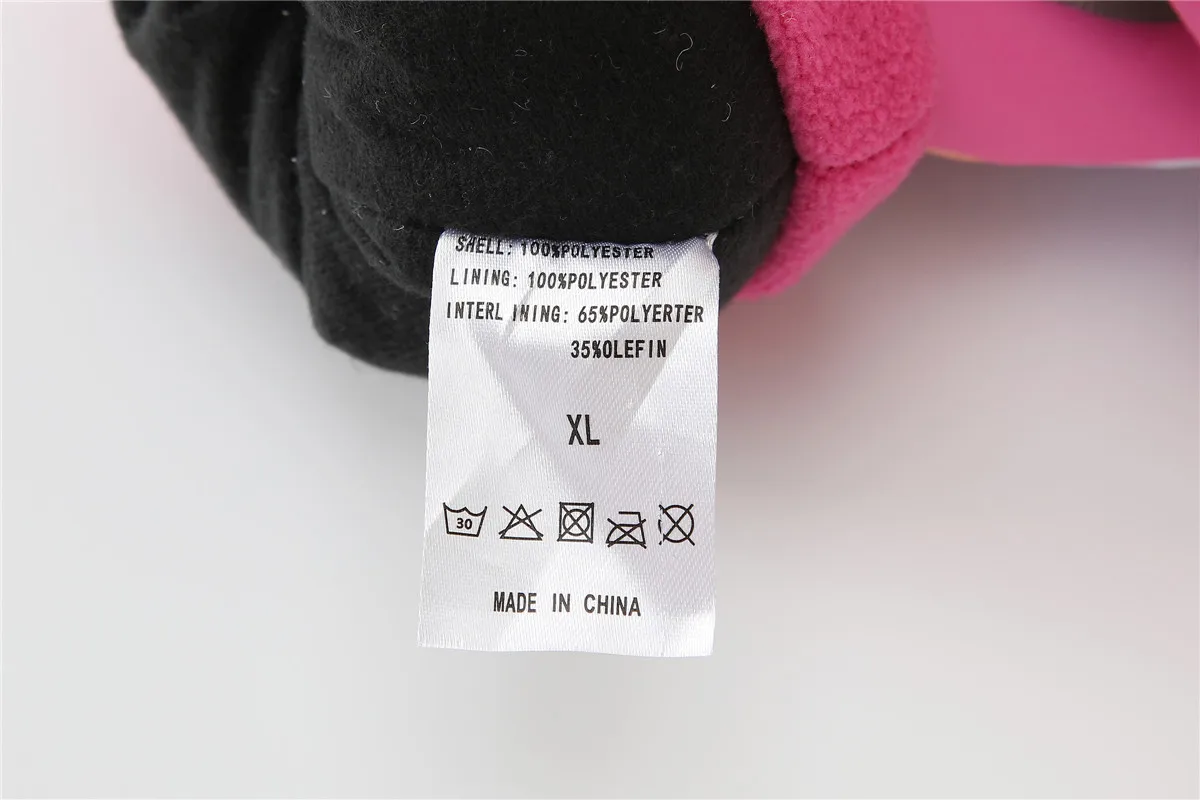 SHELL: 100%POLYESTER
LINING: 100%POLYESTER
INTERL INING: 65%POLYERTER
35%OLEFIN
XL
30
MADE IN CHINA